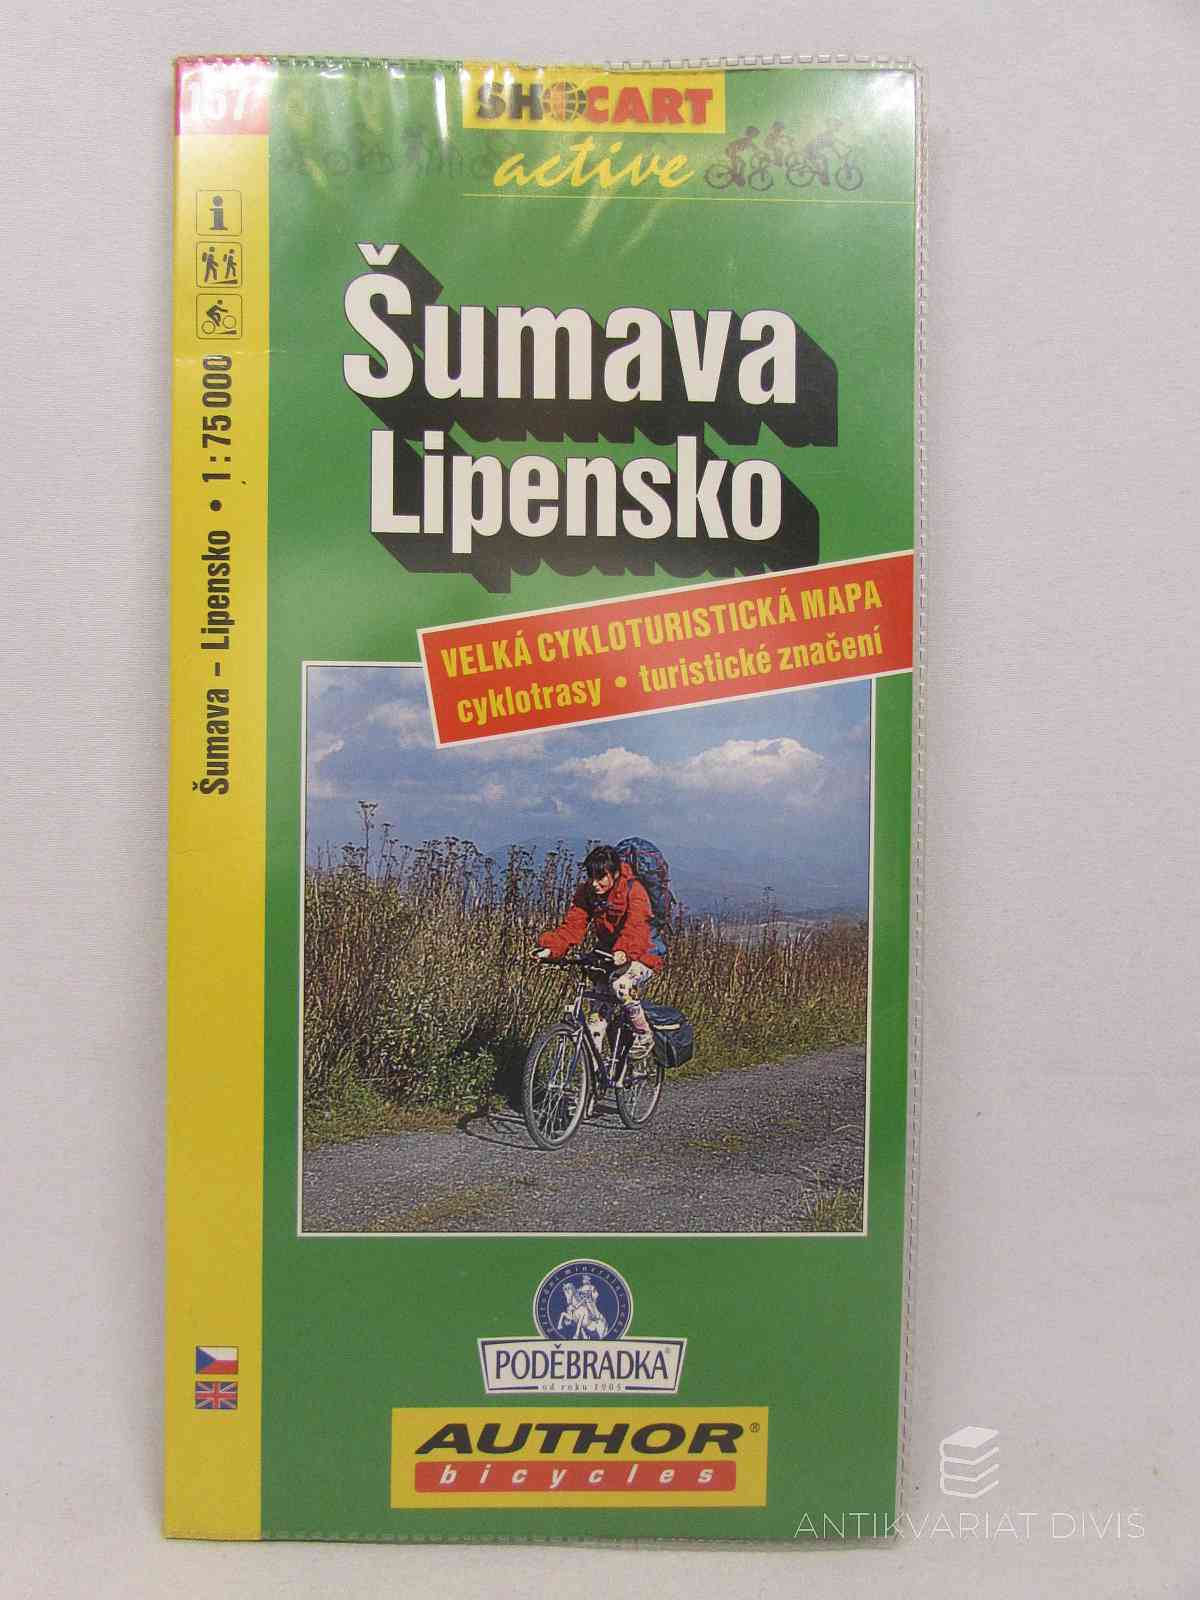 157
SHOCART
active
Šumava
Lipensko
VELKÁ CYKLOTURISTICKÁ MAPA
cyklotrasy • turistické značení
Šumava – Lipensko • 1 : 75 000
i
PODĚBRADKA®
od roku 1905
AUTHOR®
bicycles
ANTIKVARIAT DIVIŠ